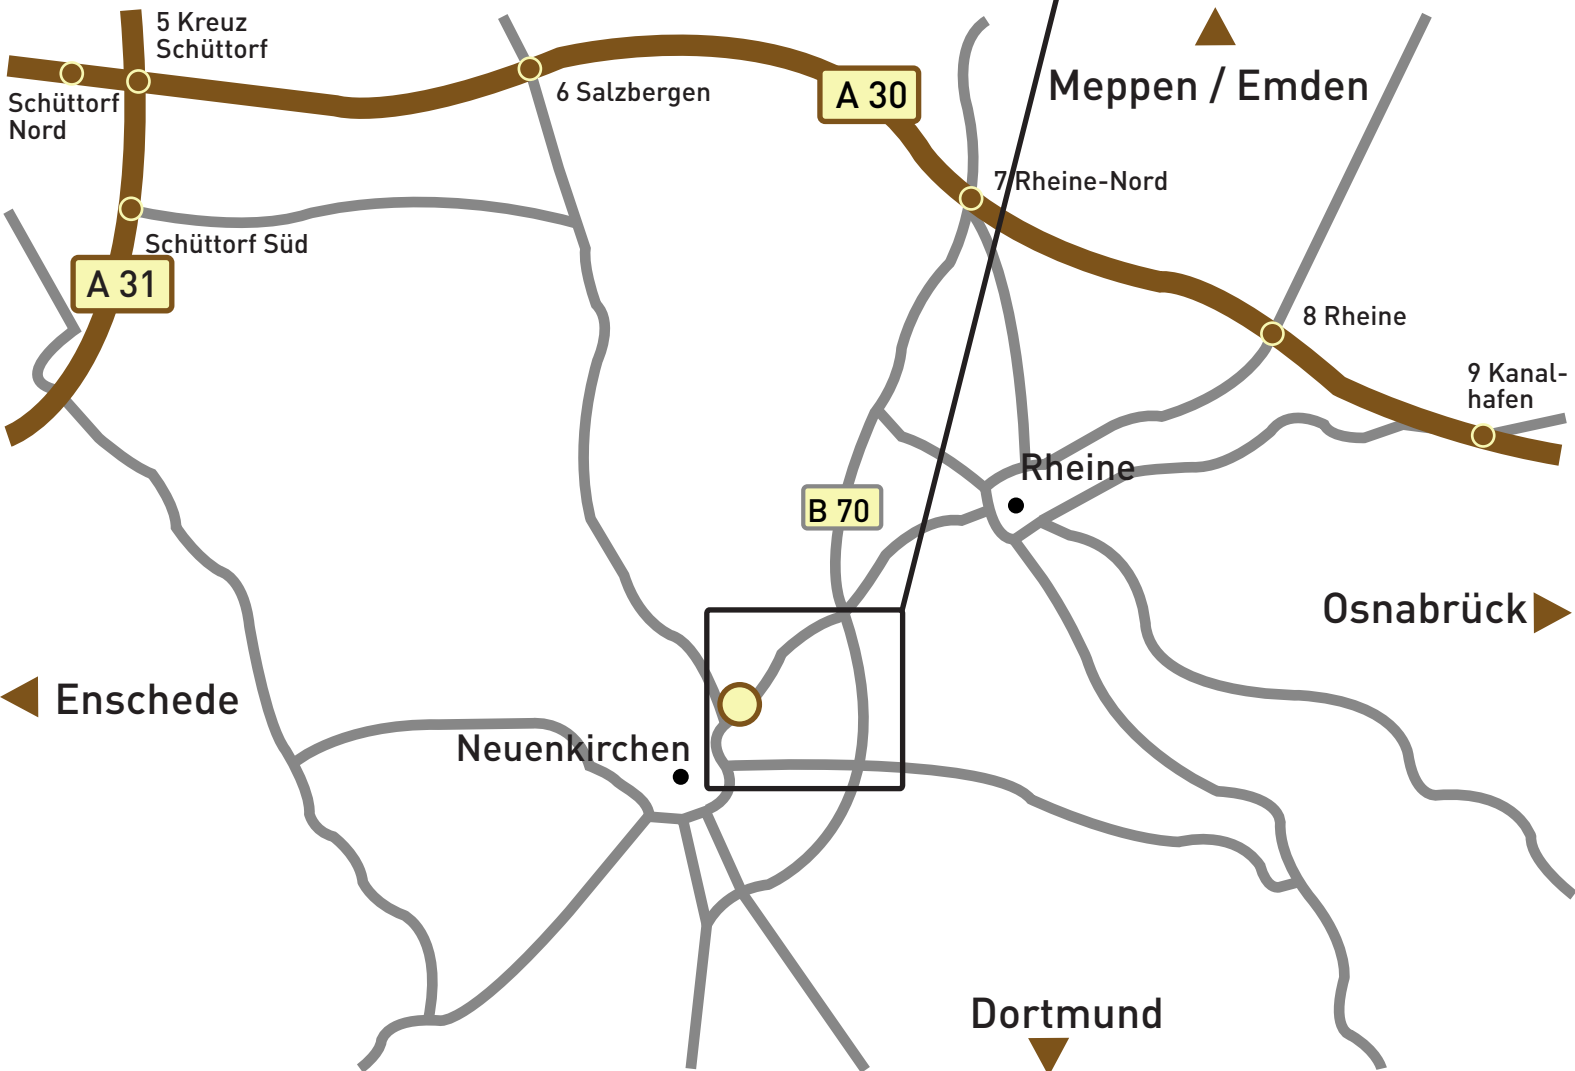 5 Kreuz
Schüttorf
Schüttorf
Nord
6 Salzbergen
A 30
Meppen / Emden
7 Rheine-Nord
Schüttorf Süd
A 31
8 Rheine
9 Kanal-
hafen
Rheine
B 70
Osnabrück
Enschede
Neuenkirchen
Dortmund